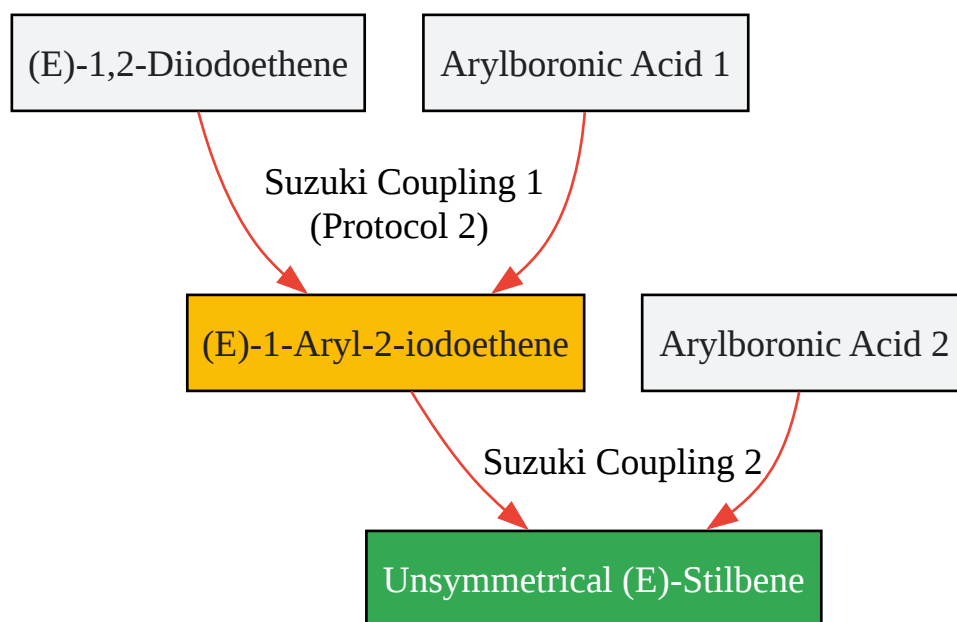 (E)-1,2-Diiodoethene
Arylboronic Acid 1
Suzuki Coupling 1
(Protocol 2)
(E)-1-Aryl-2-iodoethene
Arylboronic Acid 2
Suzuki Coupling 2
Unsymmetrical (E)-Stilbene